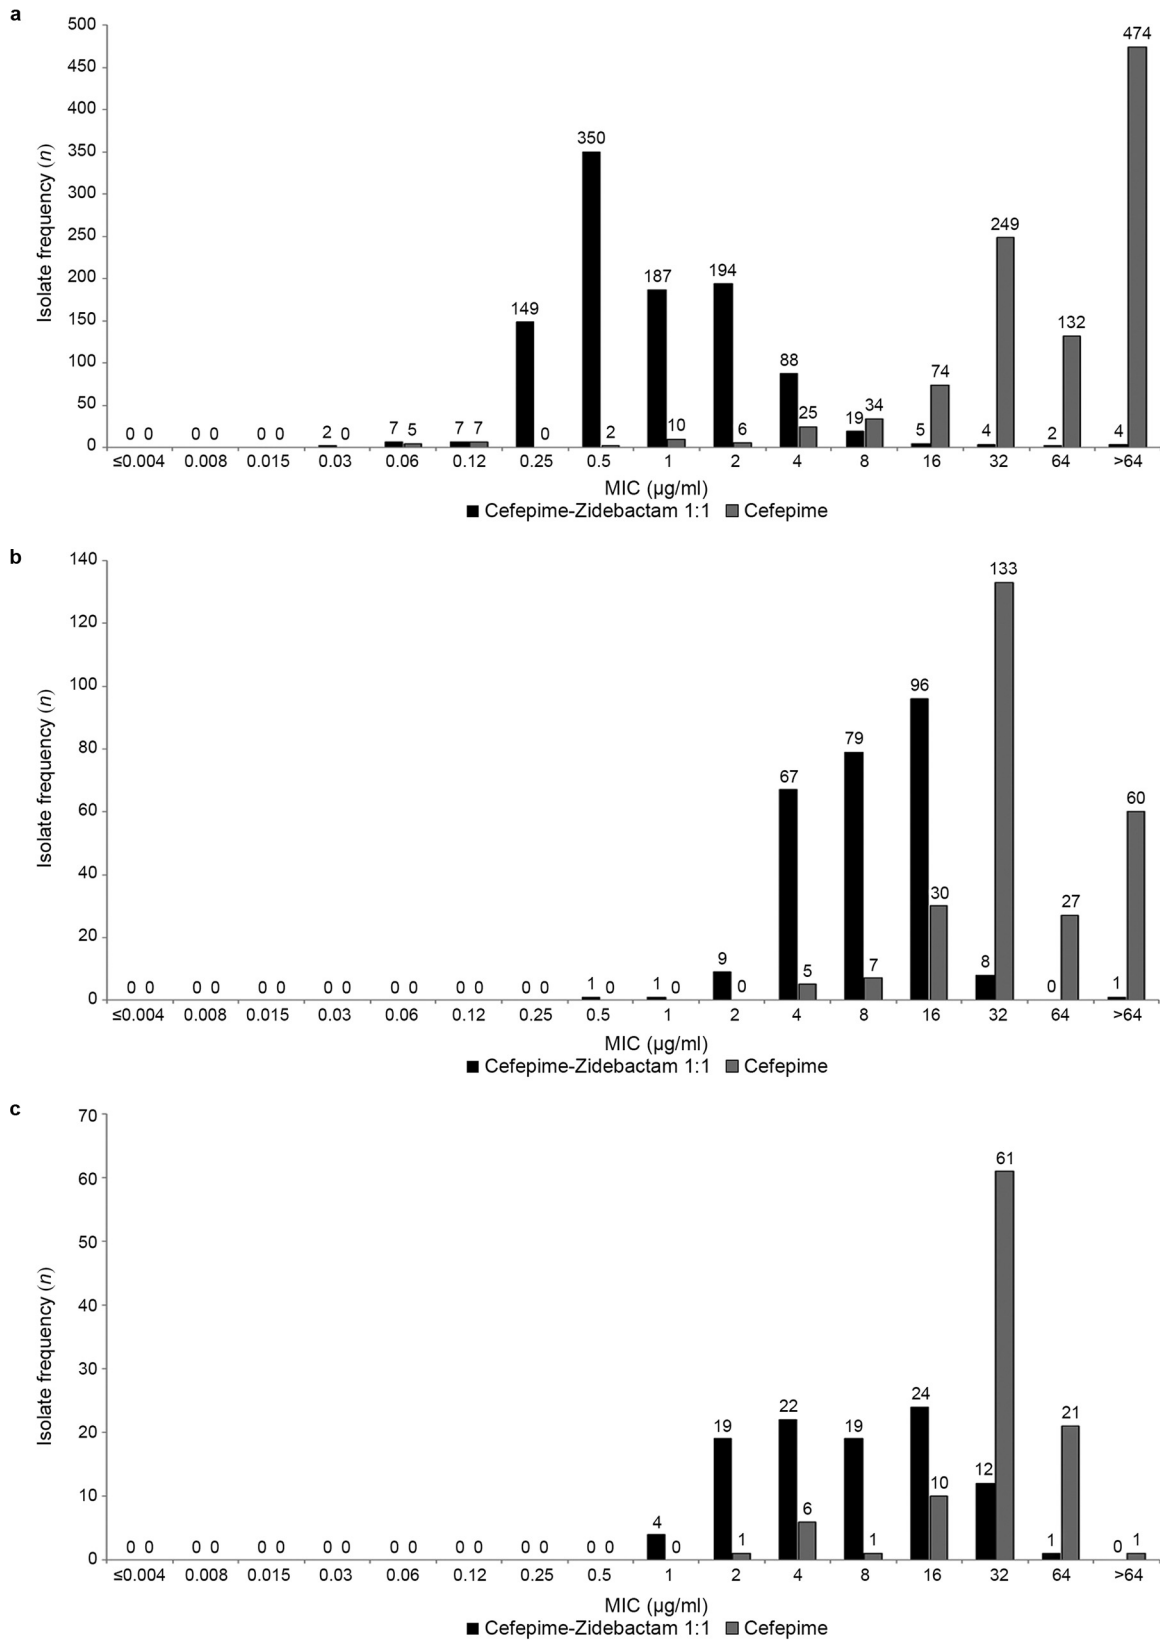 a
500
450
400
350
300
250
200
150
100
50
0
Isolate frequency (n)
0 0 0 0 0 0 2 0 7 5 7 7 149 0 350 2 187 10 194 6 88 25 19 34 5 74 4 249 2 132 4 474
≤0.004 0.008 0.015 0.03 0.06 0.12 0.25 0.5 1 2 4 8 16 32 64 >64
MIC (µg/ml)
Cefepime-Zidebactam 1:1 Cefepime
b
140
120
100
80
60
40
20
0
Isolate frequency (n)
0 0 0 0 0 0 0 0 0 0 0 0 0 0 1 0 1 0 9 0 67 5 79 7 96 30 8 133 0 27 1 60
≤0.004 0.008 0.015 0.03 0.06 0.12 0.25 0.5 1 2 4 8 16 32 64 >64
MIC (µg/ml)
Cefepime-Zidebactam 1:1 Cefepime
c
70
60
50
40
30
20
10
0
Isolate frequency (n)
0 0 0 0 0 0 0 0 0 0 0 0 0 0 0 0 4 0 19 1 22 6 19 1 24 10 12 61 1 21 0 1
≤0.004 0.008 0.015 0.03 0.06 0.12 0.25 0.5 1 2 4 8 16 32 64 >64
MIC (µg/ml)
Cefepime-Zidebactam 1:1 Cefepime